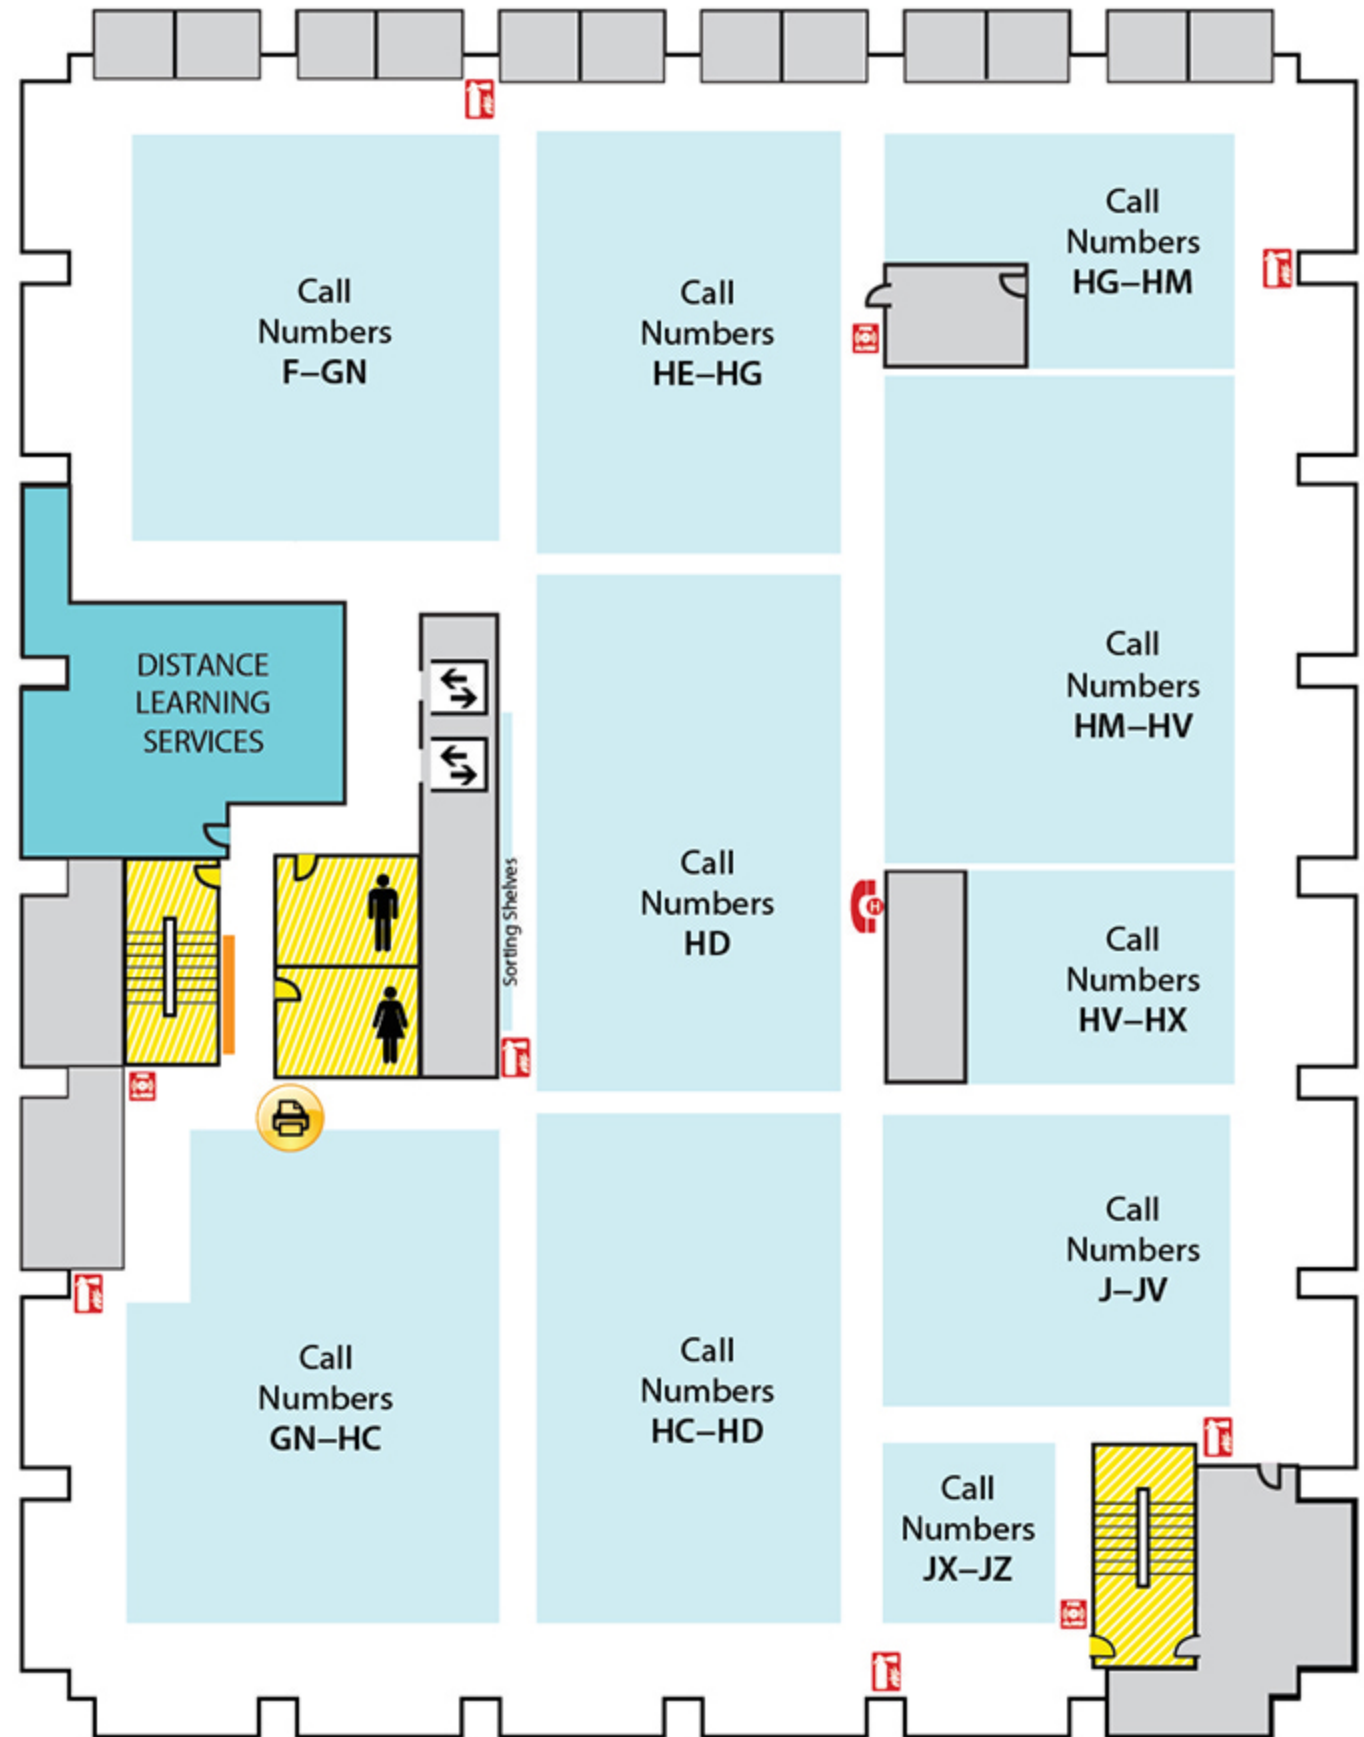 Call
Numbers
F–GN
Call
Numbers
HE–HG
Call
Numbers
HG–HM
DISTANCE
LEARNING
SERVICES
Call
Numbers
HM–HV
Sorting Shelves
Call
Numbers
HD
H
Call
Numbers
HV–HX
Call
Numbers
GN–HC
Call
Numbers
HC–HD
Call
Numbers
J–JV
Call
Numbers
JX–JZ